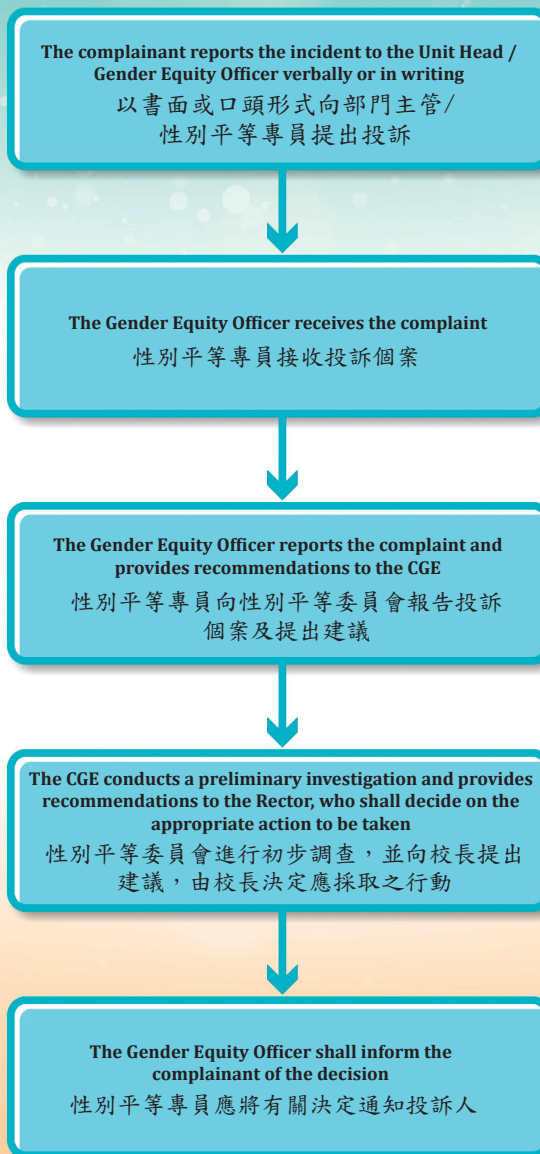 The complainant reports the incident to the Unit Head /
Gender Equity Officer verbally or in writing
以書面或口頭形式向部門主管/
性別平等專員提出投訴
The Gender Equity Officer receives the complaint
性別平等專員接收投訴個案
The Gender Equity Officer reports the complaint and
provides recommendations to the CGE
性別平等專員向性別平等委員會報告投訴
個案及提出建議
The CGE conducts a preliminary investigation and provides
recommendations to the Rector, who shall decide on the
appropriate action to be taken
性別平等委員會進行初步調查，並向校長提出
建議，由校長決定應採取之行動
The Gender Equity Officer shall inform the
complainant of the decision
性別平等專員應將有關決定通知投訴人